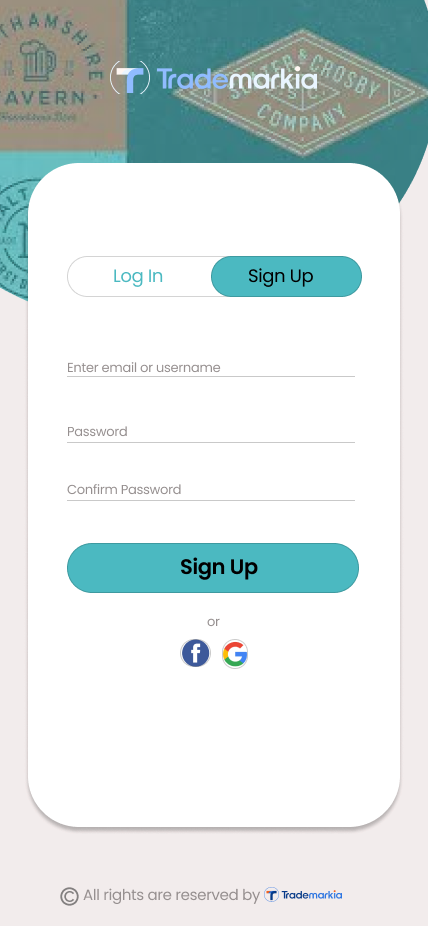 THAMSHIRE
TAVERN
Trademarkia
SLATER & CROSBY
COMPANY
Log In
Sign Up
Enter email or username
Password
Confirm Password
Sign Up
or
f G
© All rights are reserved by T Trademarkia